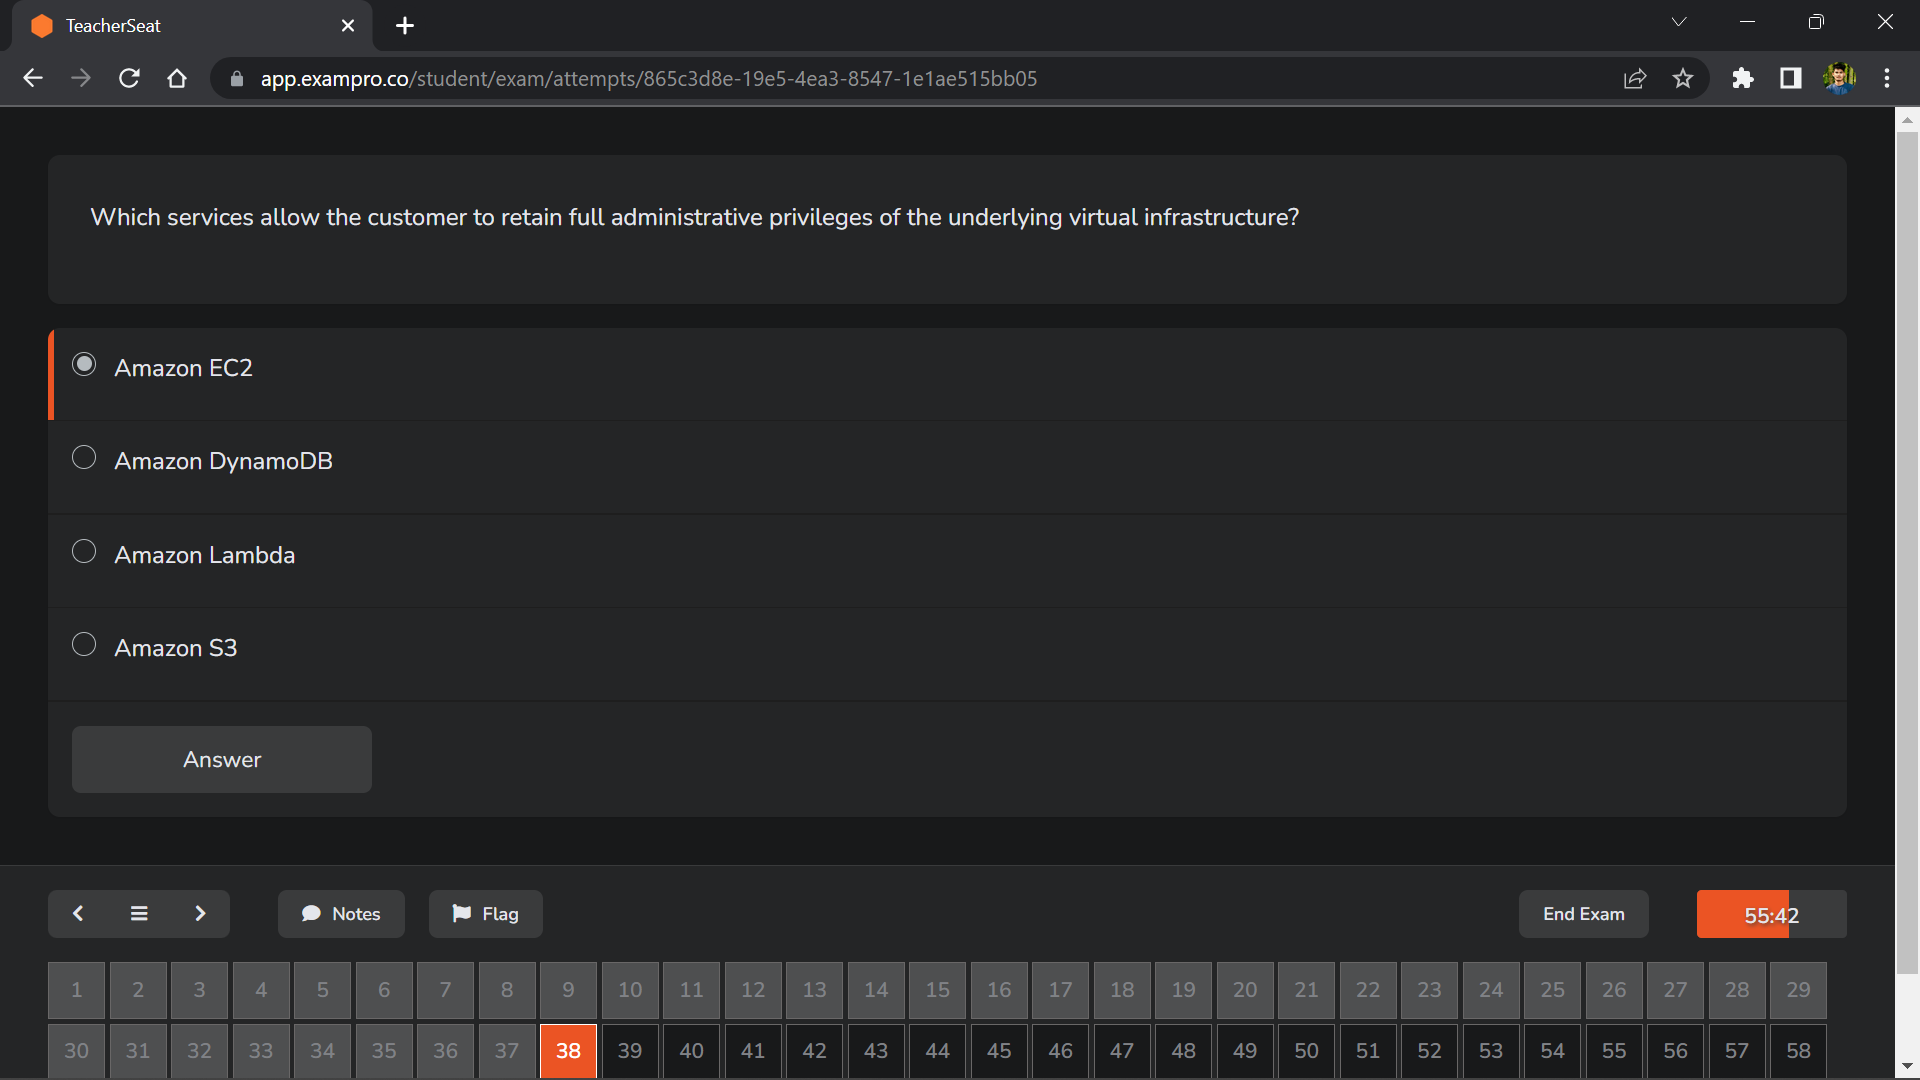 TeacherSeat
app.exampro.co/student/exam/attempts/865c3d8e-19e5-4ea3-8547-1e1ae515bb05
Which services allow the customer to retain full administrative privileges of the underlying virtual infrastructure?
Amazon EC2
Amazon DynamoDB
Amazon Lambda
Amazon S3
Answer
Notes Flag End Exam 55:42
1 2 3 4 5 6 7 8 9 10 11 12 13 14 15 16 17 18 19 20 21 22 23 24 25 26 27 28 29
30 31 32 33 34 35 36 37 38 39 40 41 42 43 44 45 46 47 48 49 50 51 52 53 54 55 56 57 58